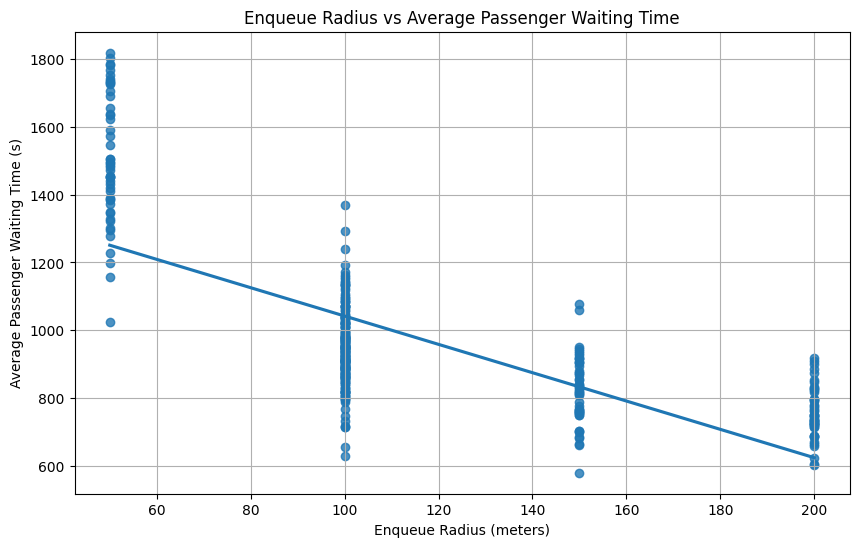 Enqueue Radius vs Average Passenger Waiting Time
Average Passenger Waiting Time (s)
1800
1600
1400
1200
1000
800
600
60 80 100 120 140 160 180 200
Enqueue Radius (meters)